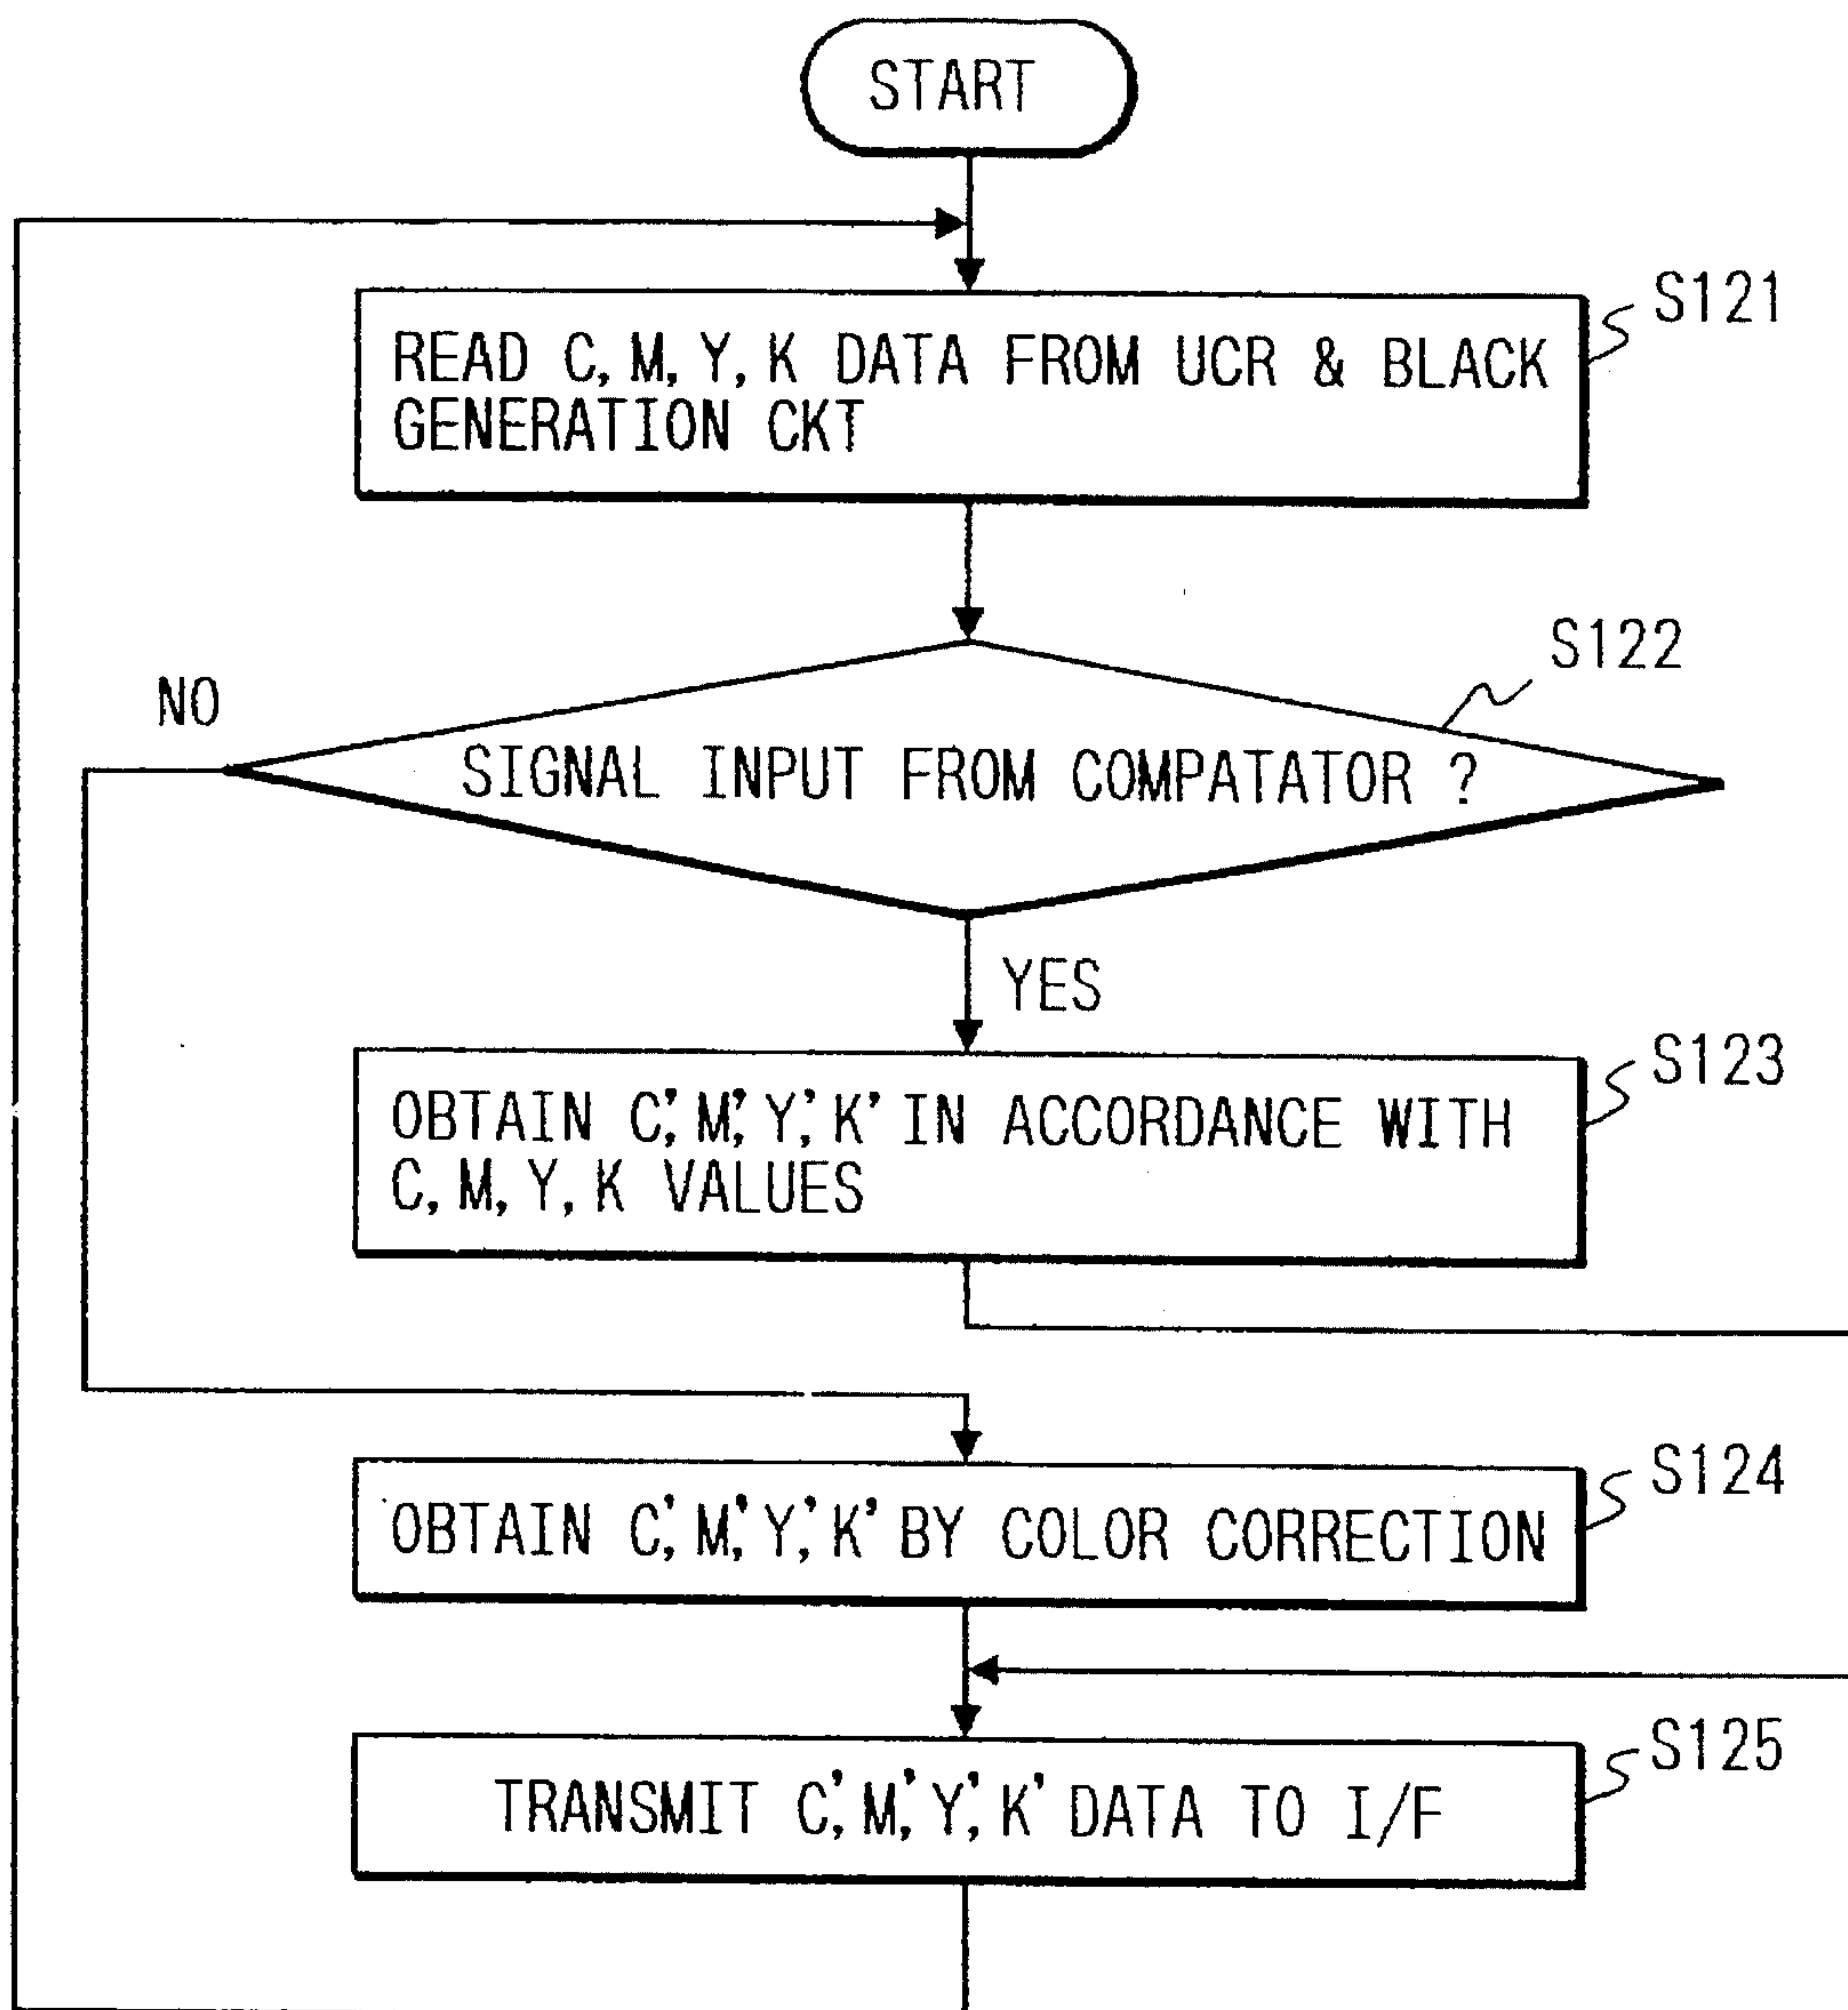 START
S121
READ C, M, Y, K DATA FROM UCR & BLACK
GENERATION CKT
S122
NO
SIGNAL INPUT FROM COMPATATOR ?
YES
S123
OBTAIN C', M', Y', K' IN ACCORDANCE WITH
C, M, Y, K VALUES
S124
OBTAIN C', M', Y', K' BY COLOR CORRECTION
S125
TRANSMIT C', M', Y', K' DATA TO I/F